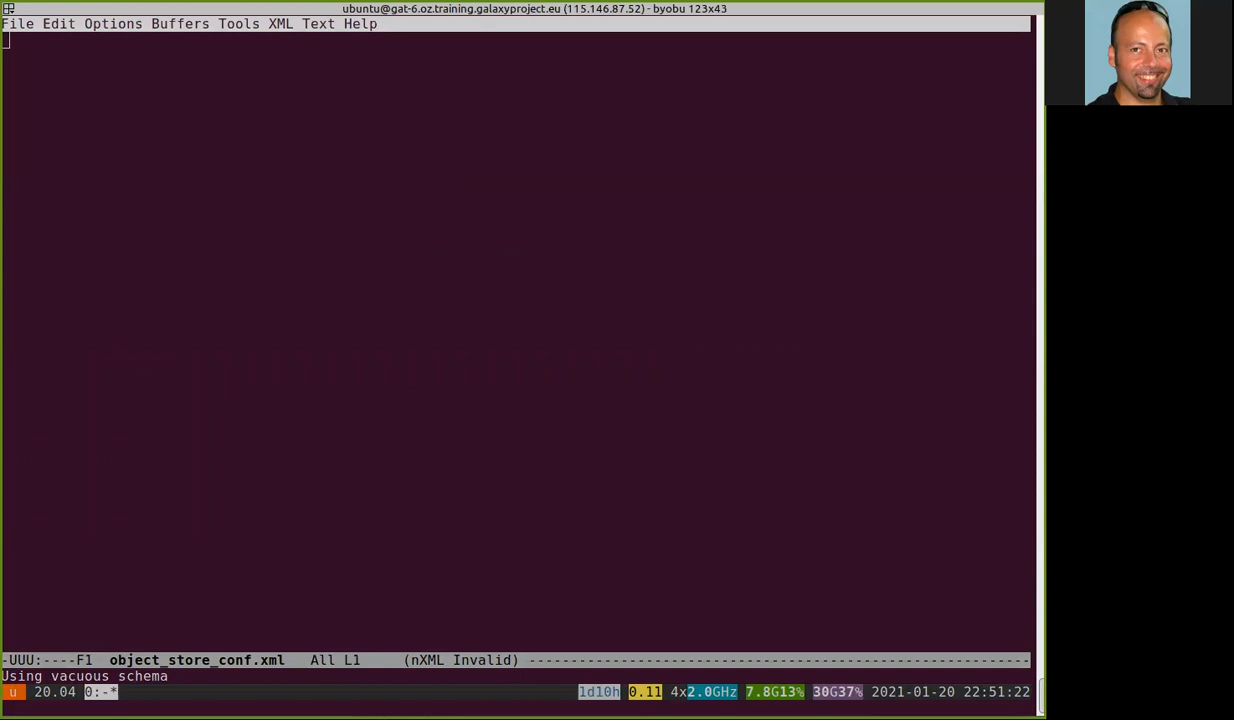 ubuntu@gat-6.oz.training.galaxyproject.eu (115.146.87.52) - byobu 123x43
File Edit Options Buffers Tools XML Text Help
-UUU:----F1  object_store_conf.xml   All L1     (nXML Invalid) ------------------------------------------------------------------
Using vacuous schema
u 20.04 0:-* 1d10h 0.11 4x2.0GHz 7.8G13% 30G37% 2021-01-20 22:51:22